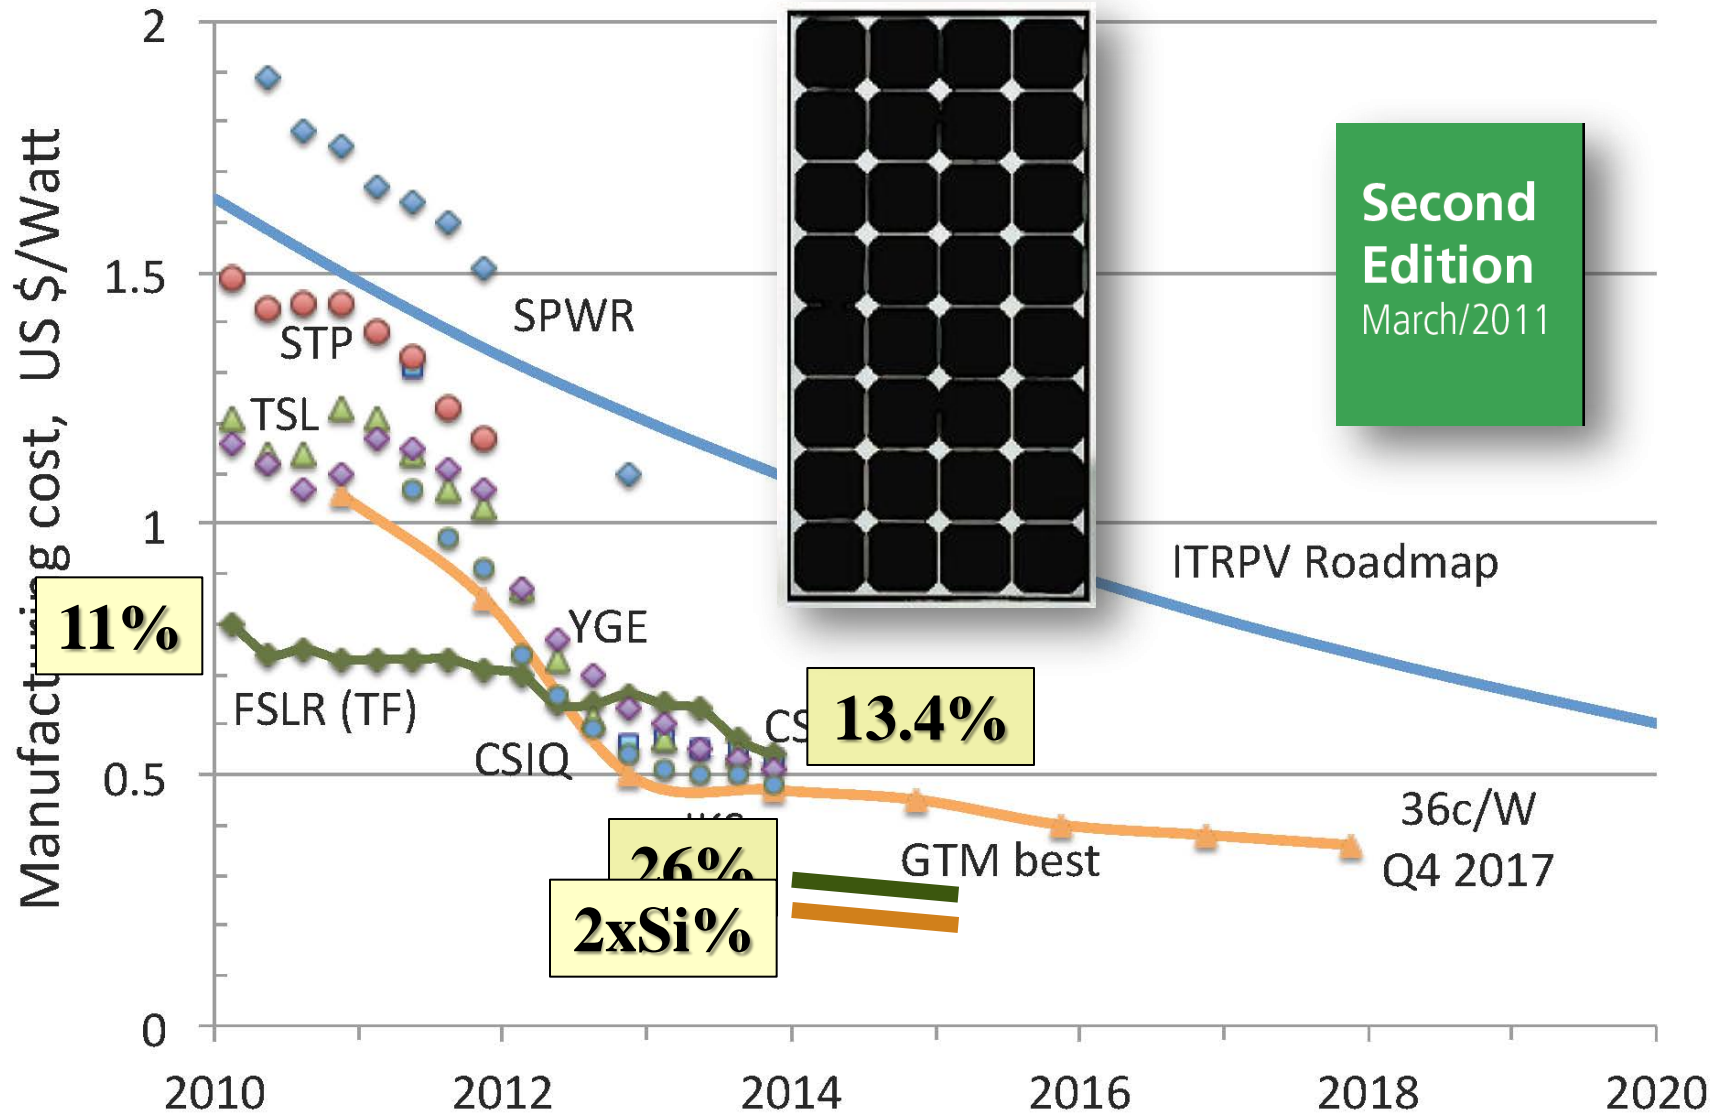 2
1.5
1
0.5
0
Manufacturing cost, US $/Watt
2010
2012
2014
2016
2018
2020
SPWR
STP
TSL
YGE
FSLR (TF)
CSIQ
ITRPV Roadmap
GTM best
36c/W
Q4 2017
11%
13.4%
26%
2xSi%
Second
Edition
March/2011